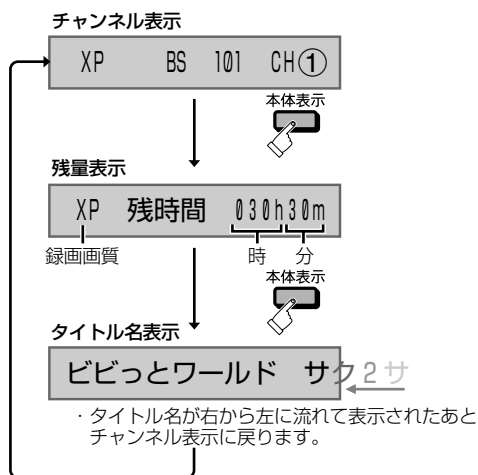 チャンネル表示
XP BS 101 CH①
本体表示
残量表示
XP 残時間 030h30m
録画画質 時 分
本体表示
タイトル名表示
ビビっとワールド サク2サ
・タイトル名が右から左に流れて表示されたあと
チャンネル表示に戻ります。